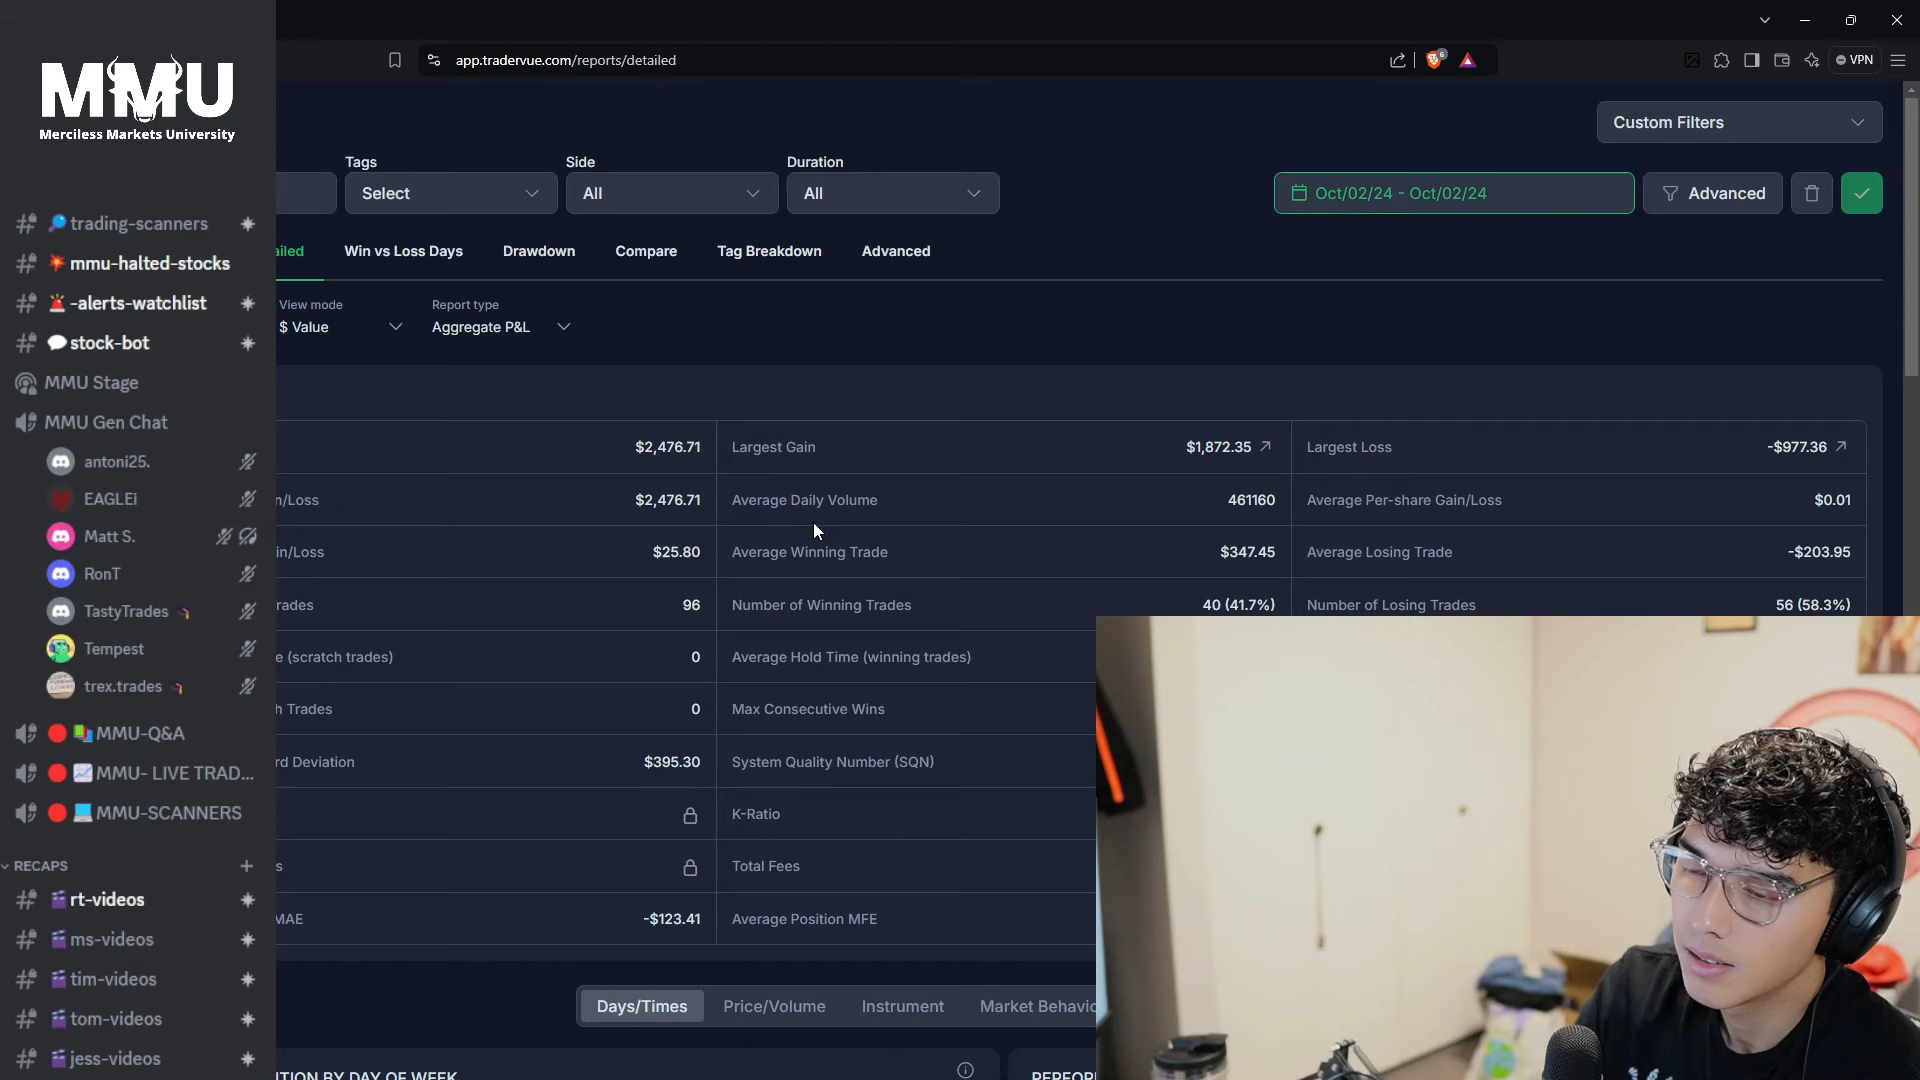 MMU
Merciless Markets University
trading-scanners
mmu-halted-stocks
-alerts-watchlist
stock-bot
MMU Stage
MMU Gen Chat
antoni25.
EAGLEi
Matt S.
RonT
TastyTrades
Tempest
trex.trades
MMU-Q&A
MMU- LIVE TRAD...
MMU-SCANNERS
RECAPS
rt-videos
ms-videos
tim-videos
tom-videos
jess-videos
app.tradervue.com/reports/detailed
6
VPN
Custom Filters
Tags
Side
Duration
Select
All
All
Oct/02/24 - Oct/02/24
Advanced
ailed
Win vs Loss Days
Drawdown
Compare
Tag Breakdown
Advanced
View mode
Report type
$ Value
Aggregate P&L
$2,476.71
Largest Gain
$1,872.35
Largest Loss
-$977.36
n/Loss
$2,476.71
Average Daily Volume
461160
Average Per-share Gain/Loss
$0.01
in/Loss
$25.80
Average Winning Trade
$347.45
Average Losing Trade
-$203.95
rades
96
Number of Winning Trades
40 (41.7%)
Number of Losing Trades
56 (58.3%)
e (scratch trades)
0
Average Hold Time (winning trades)
h Trades
0
Max Consecutive Wins
rd Deviation
$395.30
System Quality Number (SQN)
K-Ratio
s
Total Fees
MAE
-$123.41
Average Position MFE
Days/Times
Price/Volume
Instrument
Market Behavio
TION BY DAY OF WEEK
PERFOR